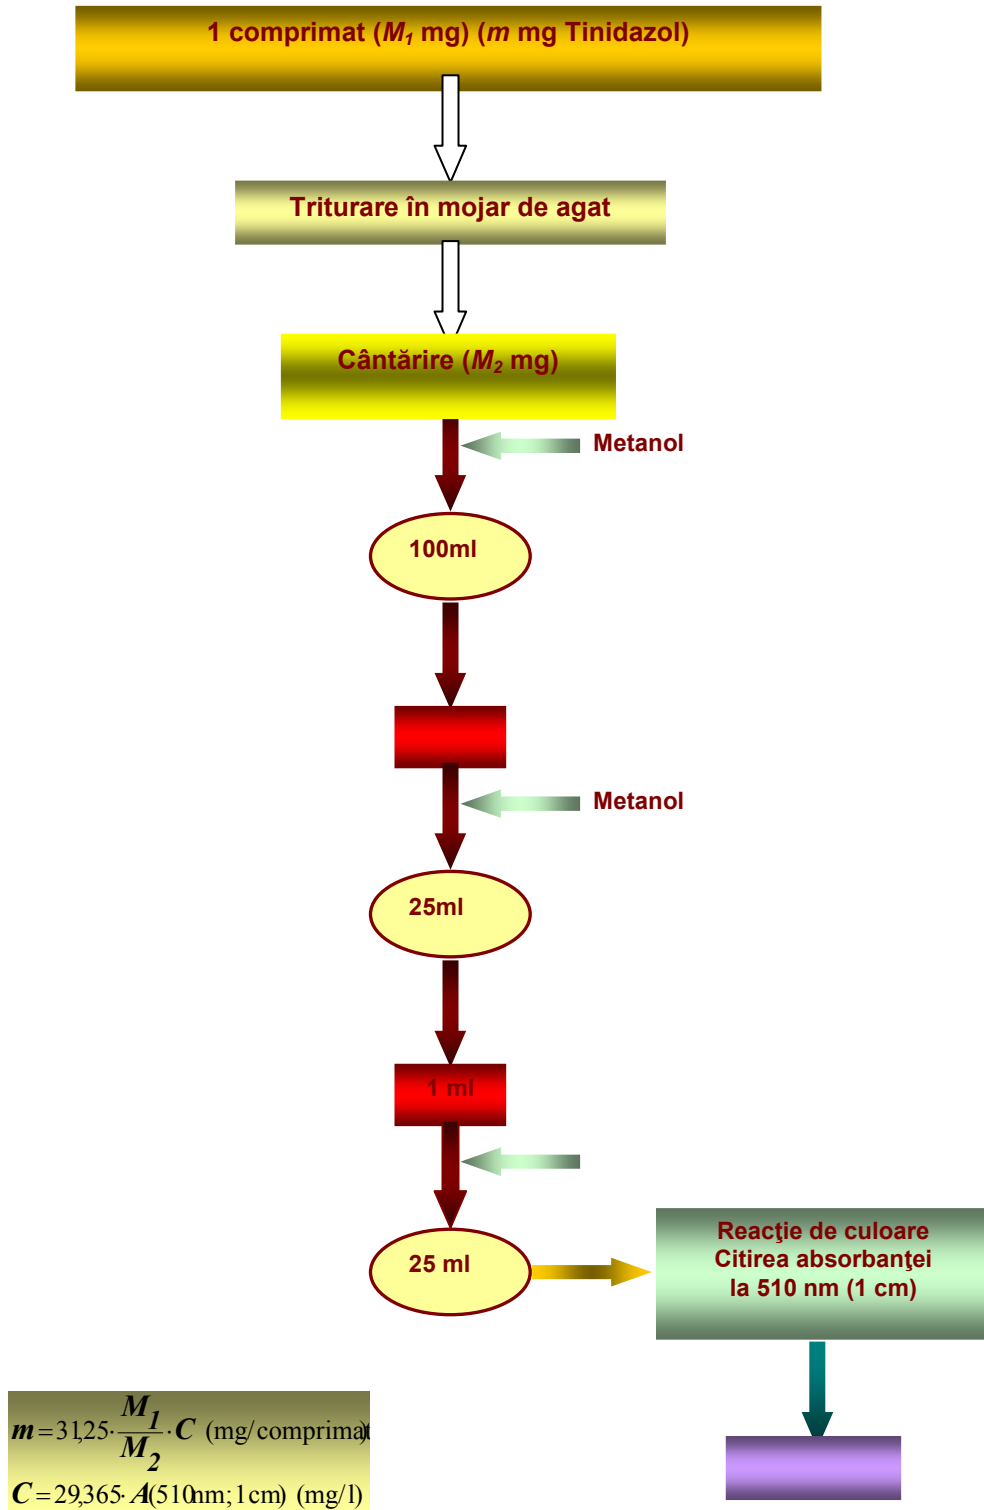 1 comprimat (M1 mg) (m mg Tinidazol)
Triturare în mojar de agat
Cântărire (M2 mg)
Metanol
100ml
Metanol
25ml
1 ml
25 ml
Reacţie de culoare
Citirea absorbanţei
la 510 nm (1 cm)
m=31,25·M1/M2·C (mg/comprimat)
C=29,365·A(510nm;1cm) (mg/l)